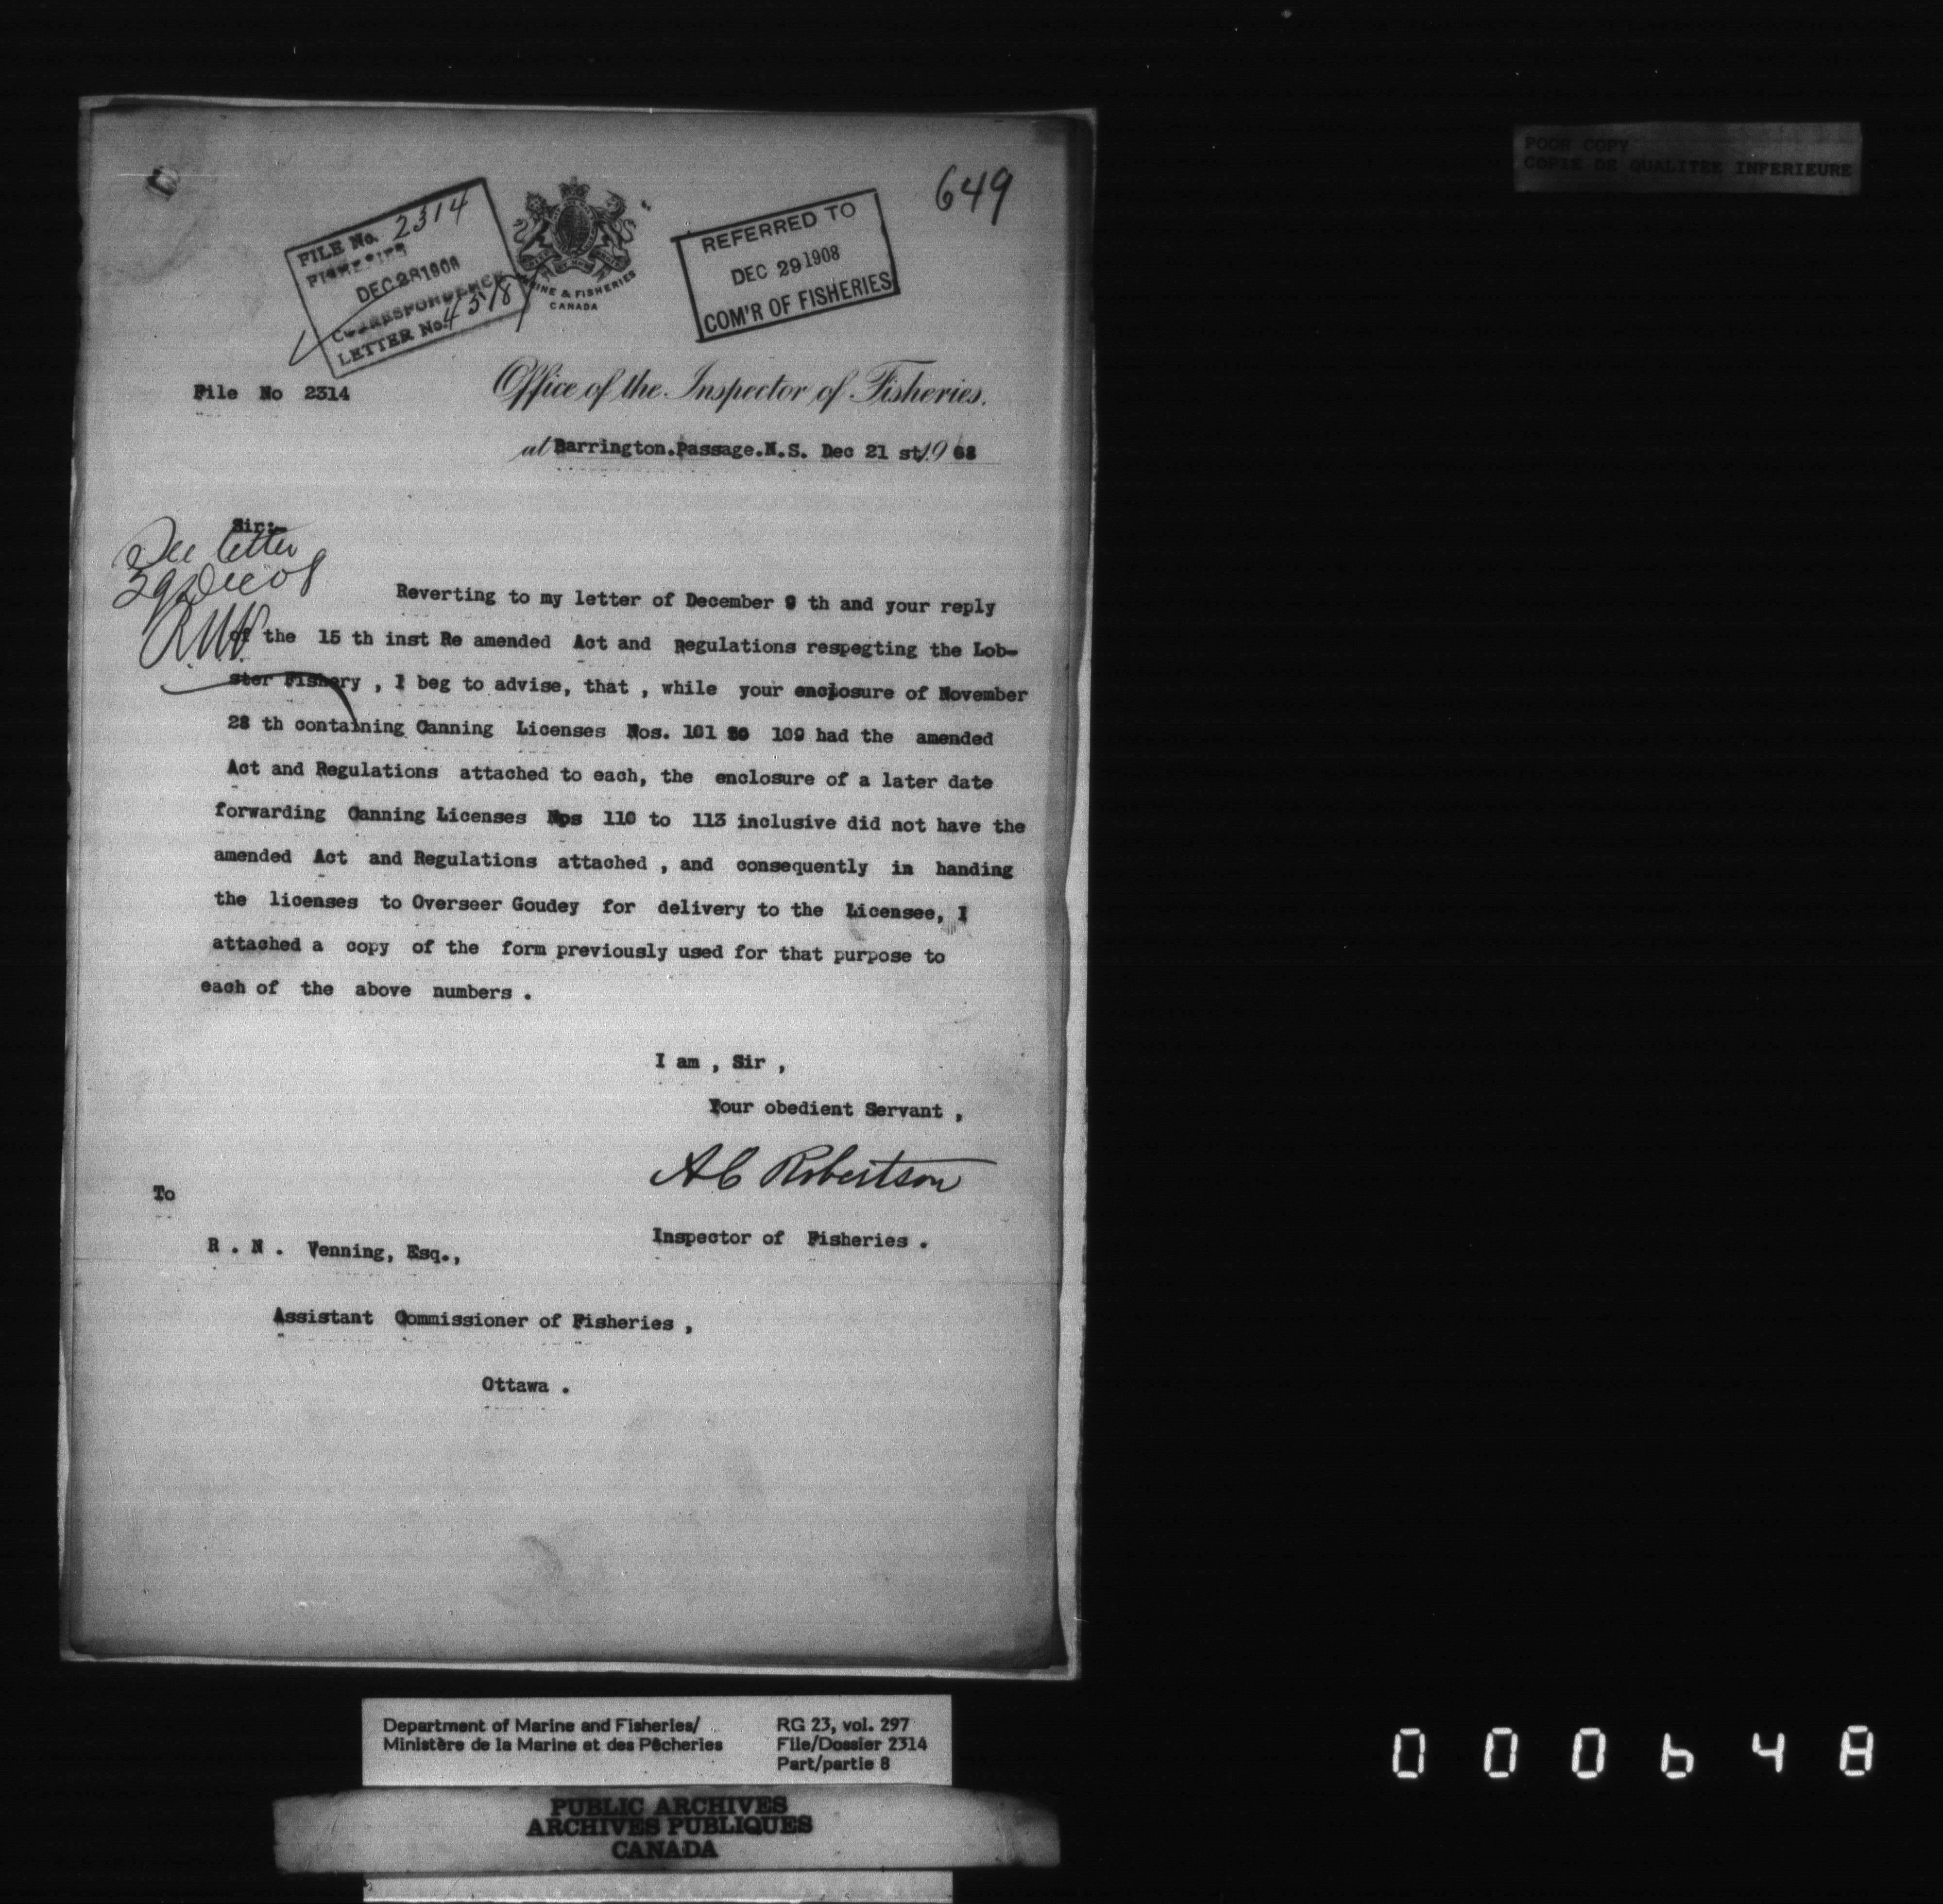 POOR COPY
COPIE DE QUALITEE INFERIEURE
649
FILE No. 2314
FISHERIES
DEC 28 1908
CORRESPONDENCE
LETTER No. 4518
MARINE & FISHERIES
CANADA
REFERRED TO
DEC 29 1908
COM'R OF FISHERIES
File No 2314
Office of the Inspector of Fisheries.
at Barrington.Passage.N.S. Dec 21 st 1908
Sir:-
See letter
Dec 08
Reverting to my letter of December 9 th and your reply
of the 15 th inst Re amended Act and Regulations respegting the Lob-
ster Fishery , I beg to advise, that , while your enclosure of November
28 th containing Canning Licenses Nos. 101 to 109 had the amended
Act and Regulations attached to each, the enclosure of a later date
forwarding Canning Licenses Nos 110 to 113 inclusive did not have the
amended Act and Regulations attached , and consequently in handing
the licenses to Overseer Goudey for delivery to the Licensee, I
attached a copy of the form previously used for that purpose to
each of the above numbers .
I am , Sir ,
Your obedient Servant ,
A C Robertson
Inspector of Fisheries .
To
R . N . Venning, Esq.,
Assistant Commissioner of Fisheries ,
Ottawa .
Department of Marine and Fisheries/
Ministère de la Marine et des Pêcheries
RG 23, vol. 297
File/Dossier 2314
Part/partie 8
PUBLIC ARCHIVES
ARCHIVES PUBLIQUES
CANADA
000648